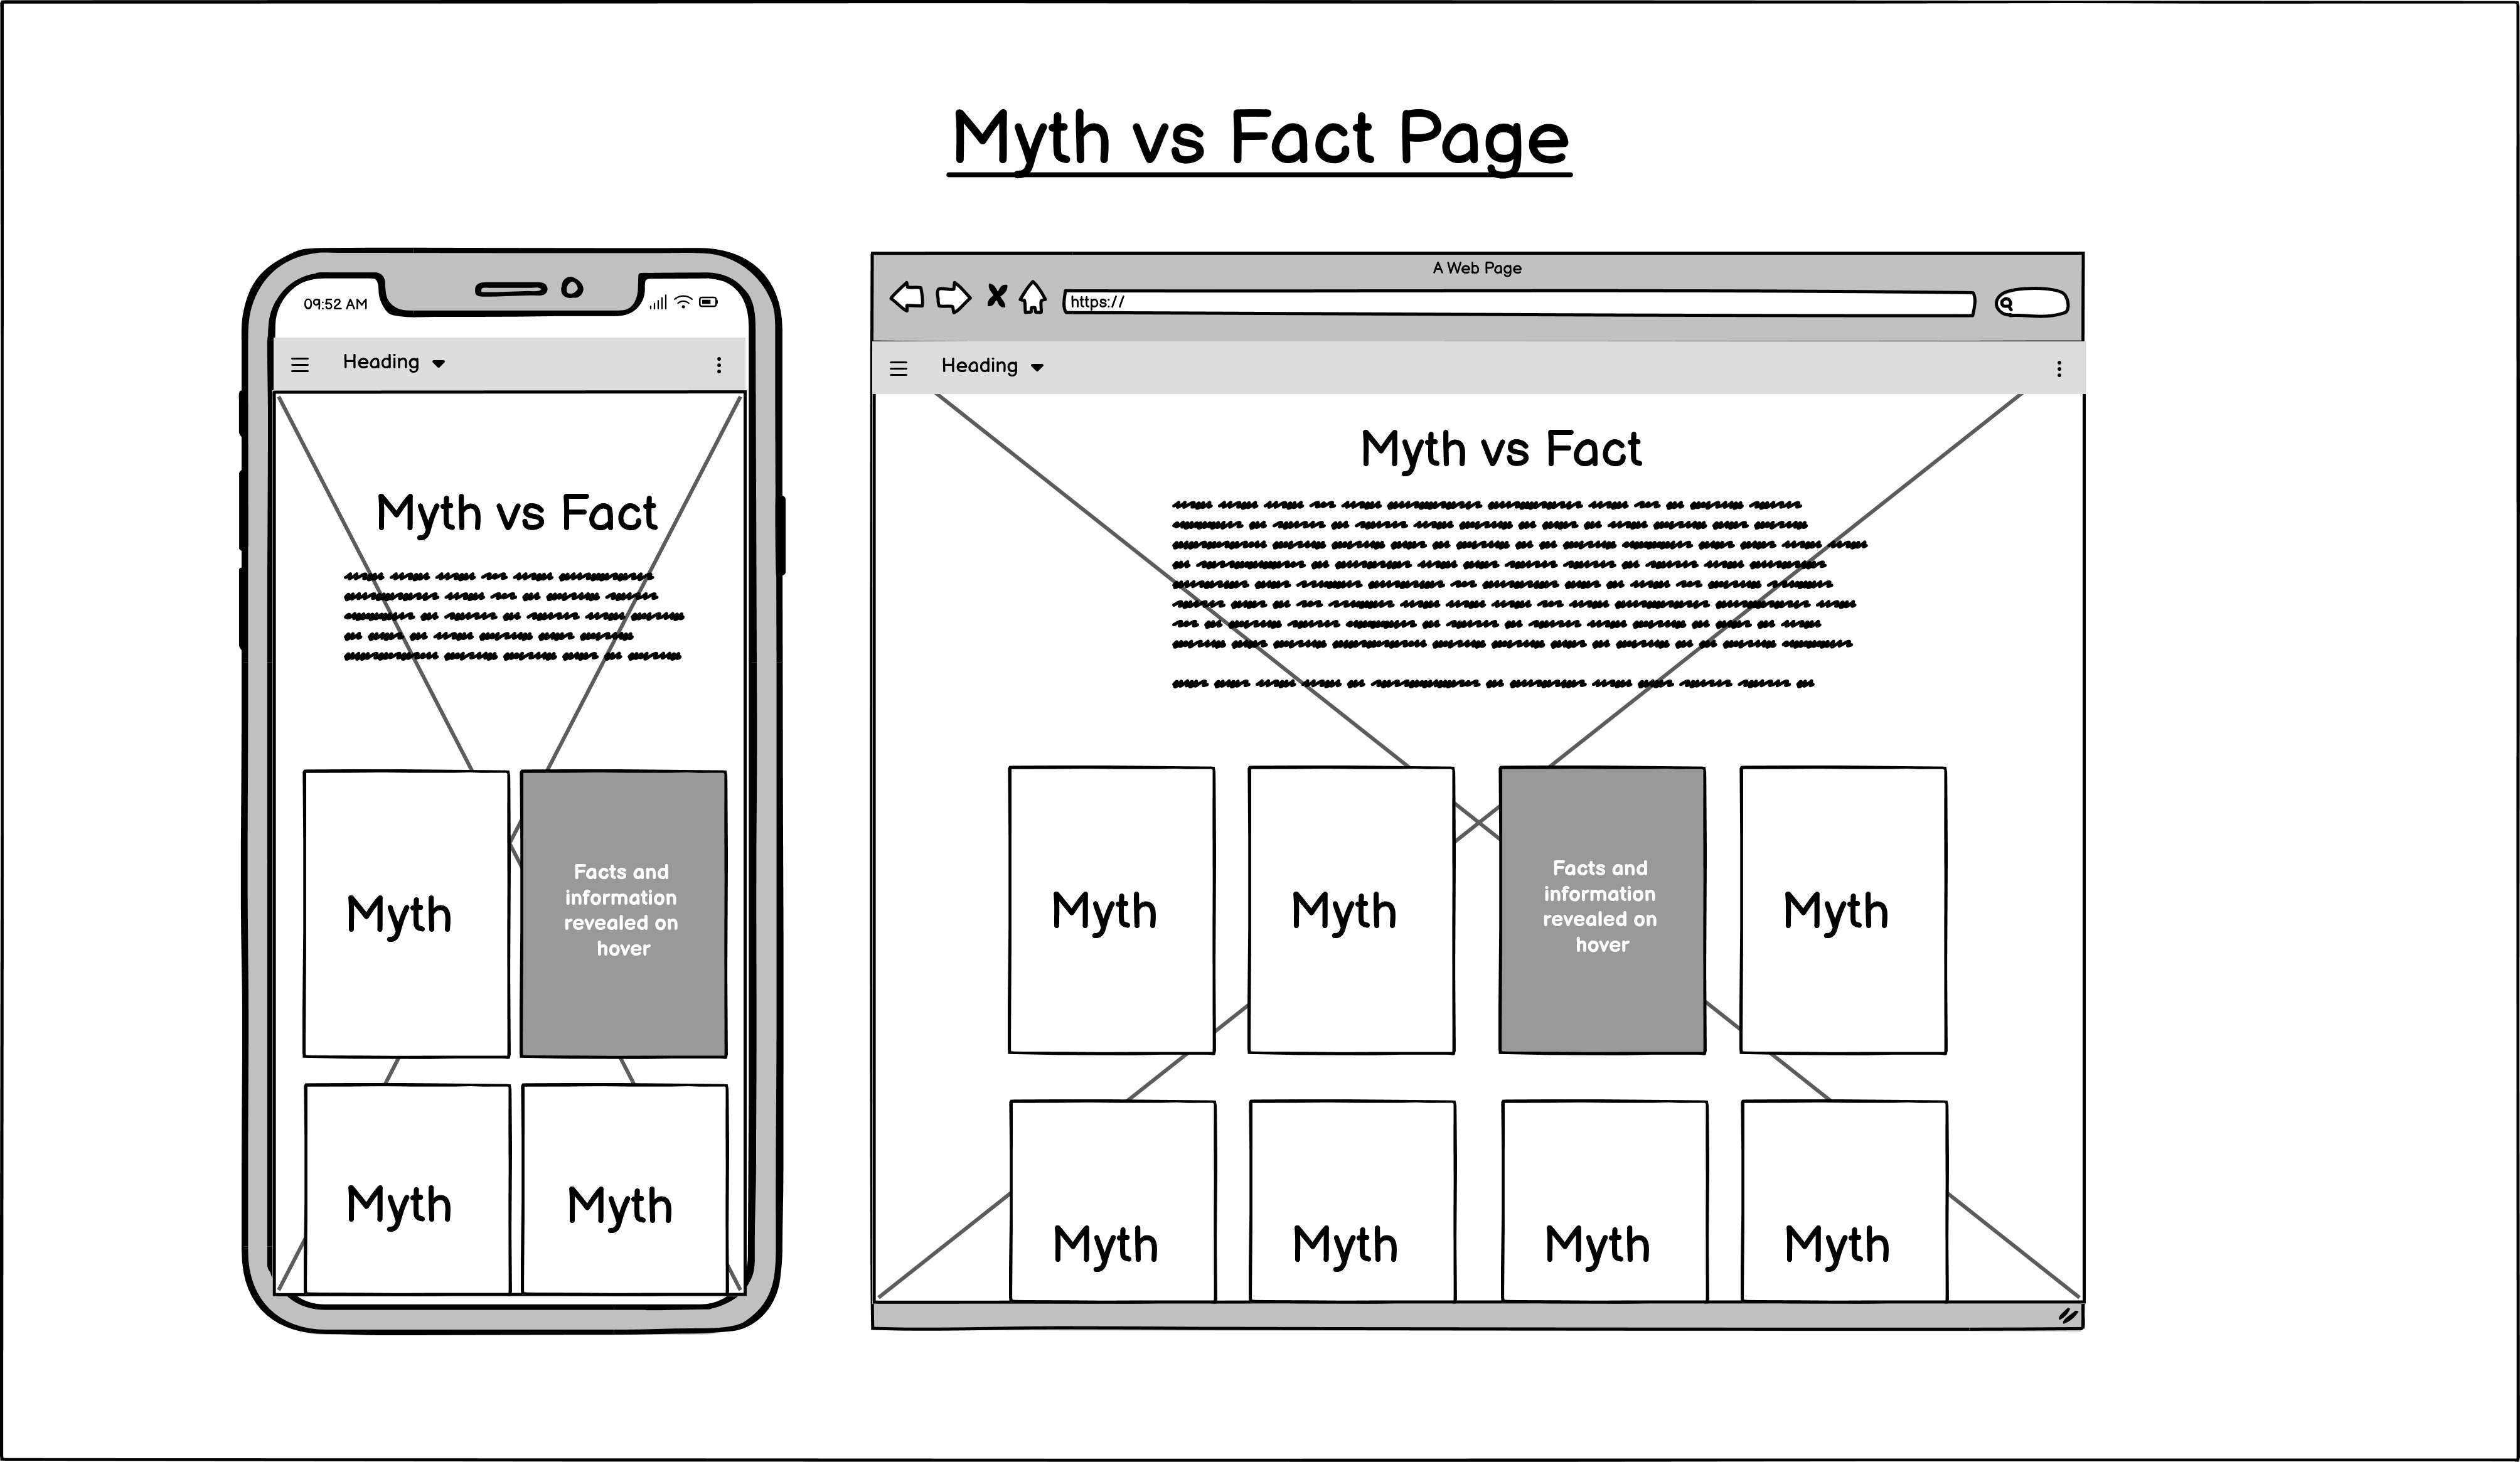 Myth vs Fact Page
09:52 AM
Heading
Myth vs Fact
Myth
Facts and
information
revealed on
hover
Myth
Myth
A Web Page
https://
Heading
Myth vs Fact
Myth
Myth
Facts and
information
revealed on
hover
Myth
Myth
Myth
Myth
Myth